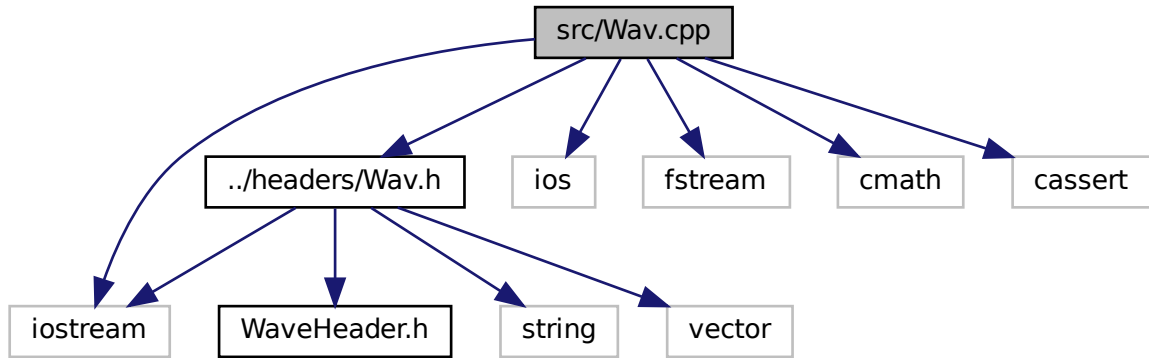 src/Wav.cpp
../headers/Wav.h
ios
fstream
cmath
cassert
iostream
WaveHeader.h
string
vector